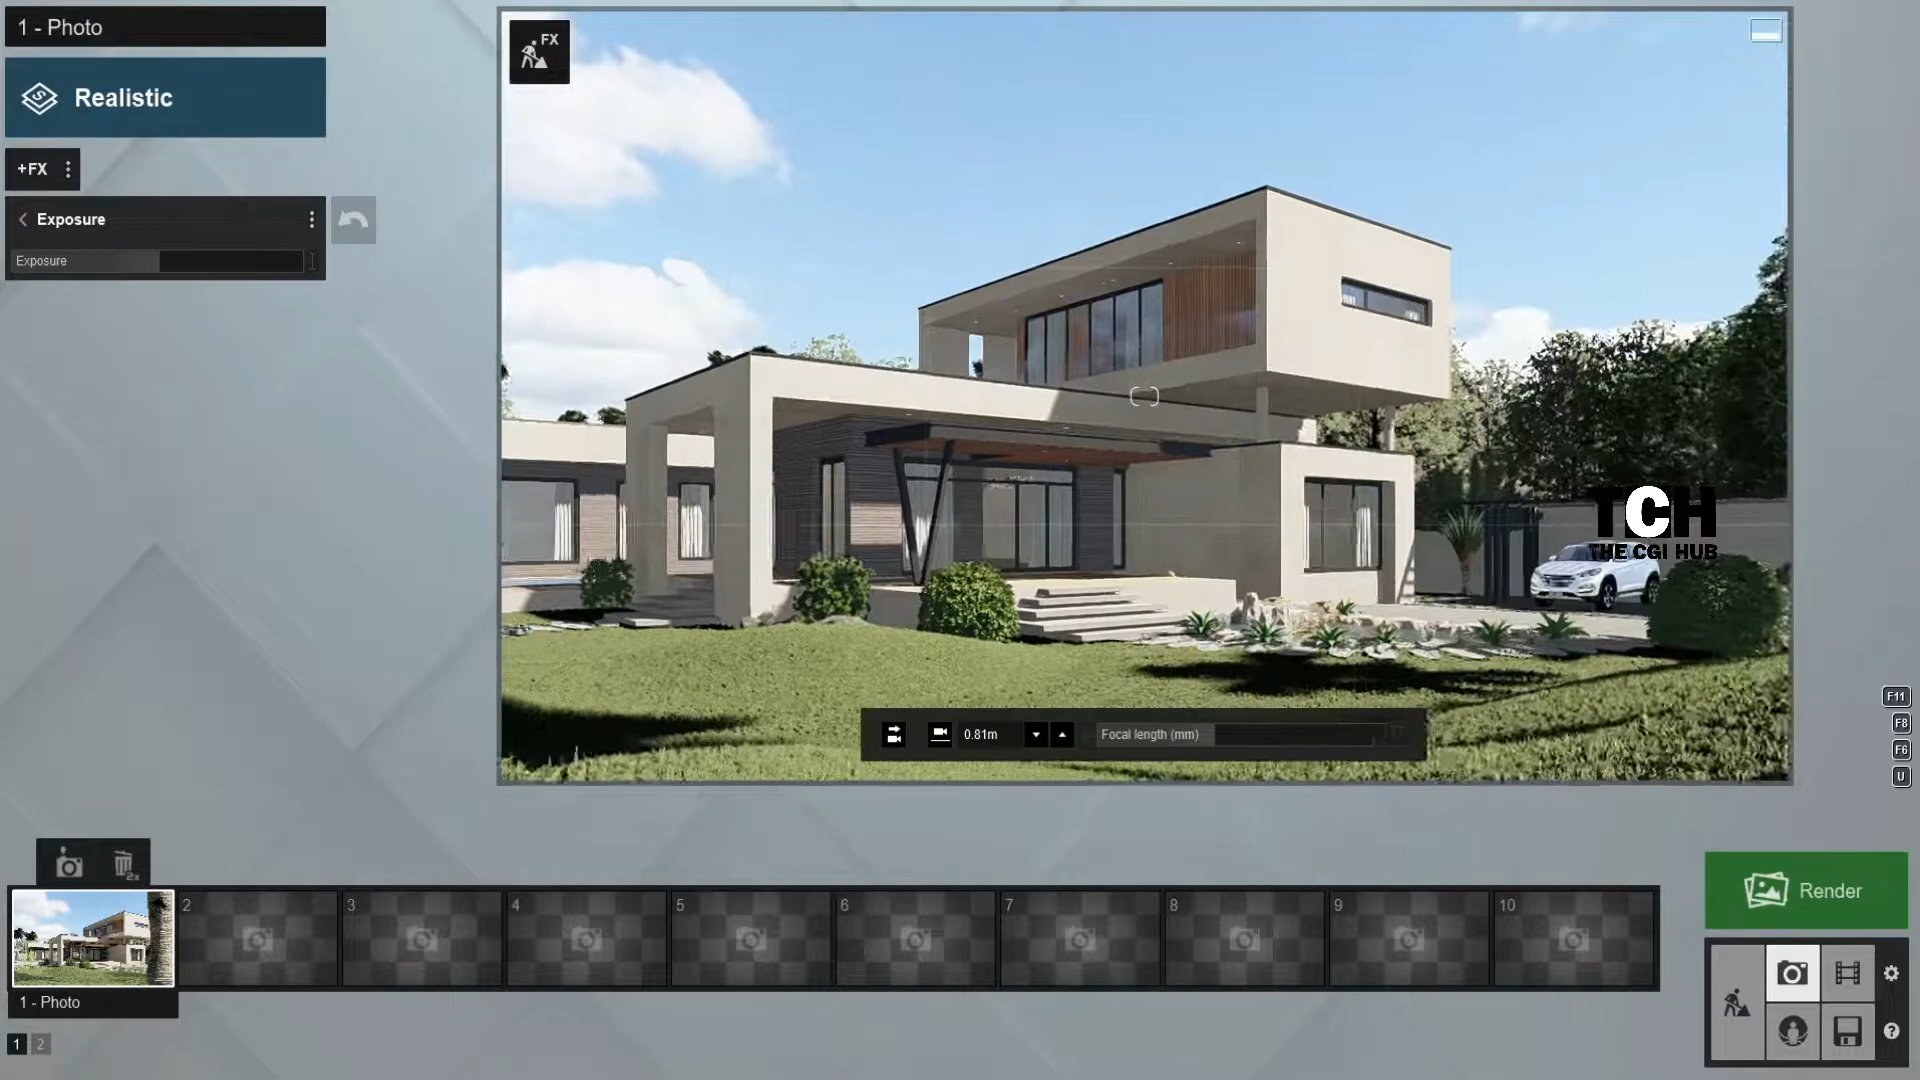 1 - Photo
Realistic
+FX
Exposure
Exposure
FX
TCH
THE CGI HUB
0.81m
Focal length (mm)
F11
F8
F6
U
2x
2
3
4
5
6
7
8
9
10
1 - Photo
1 2
Render
?